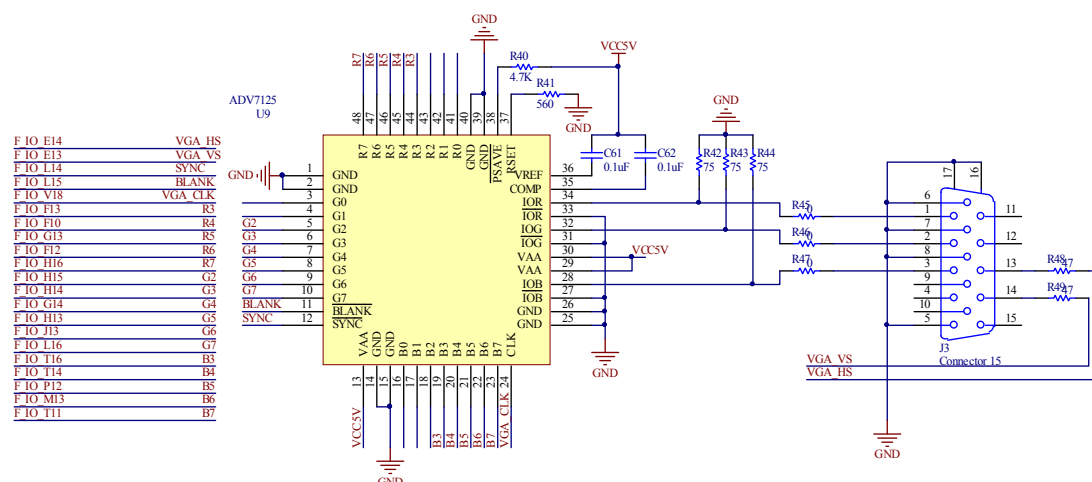 GND
VCC5V
R7
R6
R5
R4
R3
R40
4.7K
R41
560
GND
ADV7125
U9
48
47
46
45
44
43
42
41
40
39
38
37
R7
R6
R5
R4
R3
R2
R1
R0
GND
GND
PSAVE
RSET
F_IO_E14 VGA_HS
F_IO_E13 VGA_VS
F_IO_L14 SYNC
F_IO_L15 BLANK
F_IO_V18 VGA_CLK
F_IO_F13 R3
F_IO_F10 R4
F_IO_G13 R5
F_IO_F12 R6
F_IO_H16 R7
F_IO_H15 G2
F_IO_H14 G3
F_IO_G14 G4
F_IO_H13 G5
F_IO_J13 G6
F_IO_L16 G7
F_IO_T16 B3
F_IO_T14 B4
F_IO_P12 B5
F_IO_M13 B6
F_IO_T11 B7
GND
1 GND
2 GND
3 G0
4 G1
G2 5 G2
G3 6 G3
G4 7 G4
G5 8 G5
G6 9 G6
G7 10 G7
BLANK 11 BLANK
SYNC 12 SYNC
VREF 36
COMP 35
IOR 34
IOR 33
IOG 32
IOG 31
VAA 30
VAA 29
IOB 28
IOB 27
GND 26
GND 25
VCC5V
C61
0.1uF
C62
0.1uF
GND
R42
75
R43
75
R44
75
R45
0
R46
0
R47
0
GND
VAA
GND
GND
B0
B1
B2
B3
B4
B5
B6
B7
CLK
13
14
15
16
17
18
19
20
21
22
23
24
VCC5V
B3
B4
B5
B6
B7
VGA_CLK
GND
17
16
6
1
7
2
8
3
9
4
10
5
11
12
13
14
15
R48
47
R49
47
J3
Connector 15
VGA_VS
VGA_HS
GND